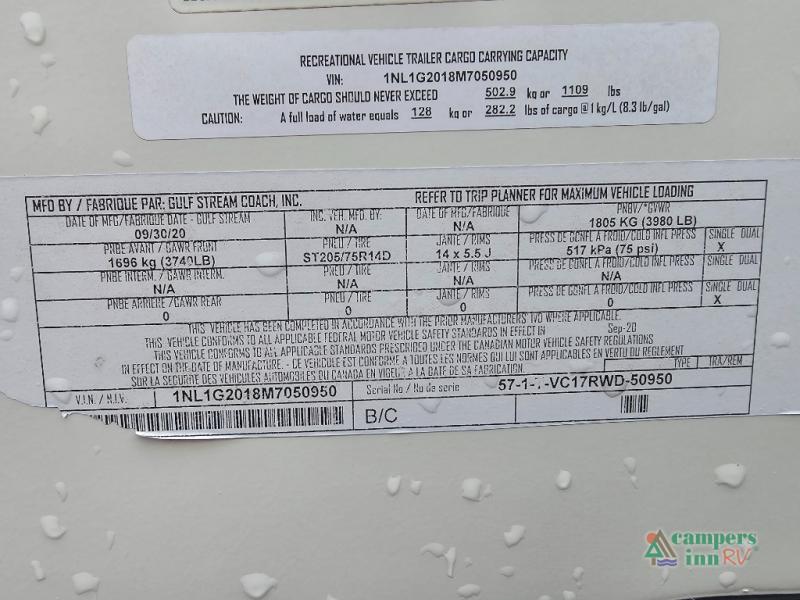 RECREATIONAL VEHICLE TRAILER CARGO CARRYING CAPACITY
VIN: 1NL1G2018M7050950
THE WEIGHT OF CARGO SHOULD NEVER EXCEED 502.9 kg or 1109 lbs
CAUTION: A full load of water equals 128 kg or 282.2 lbs of cargo @ 1 kg/L (8.3 lb/gal)
MFD BY / FABRIQUE PAR: GULF STREAM COACH, INC. REFER TO TRIP PLANNER FOR MAXIMUM VEHICLE LOADING
DATE OF MFG/FABRIQUE DATE - GULF STREAM INC. VEH. MFD. BY: DATE OF MFG/FABRIQUE PNBV/*GVWR
09/30/20 N/A N/A 1805 KG (3980 LB)
PNBE AVANT / GAWR FRONT PNEU / TIRE JANTE / RIMS PRESS DE GONFL A FROID/COLD INFL PRESS SINGLE DUAL
1696 kg (3740LB) ST205/75R14D 14 x 5.5 J 517 kPa (75 psi) X
PNBE INTERM. / GAWR INTERM. PNEU / TIRE JANTE / RIMS PRESS DE GONFL A FROID/COLD INFL PRESS SINGLE DUAL
N/A N/A N/A N/A
PNBE ARRIERE /GAWR REAR PNEU / TIRE JANTE / RIMS PRESS DE GONFL A FROID/COLD INFL PRESS SINGLE DUAL
0 0 0 0 X
THIS VEHICLE HAS BEEN COMPLETED IN ACCORDANCE WITH THE PRIOR MANUFACTURERS IVD WHERE APPLICABLE.
THIS VEHICLE CONFORMS TO ALL APPLICABLE FEDERAL MOTOR VEHICLE SAFETY STANDARDS IN EFFECT IN Sep-20
THIS VEHICLE CONFORMS TO ALL APPLICABLE STANDARDS PRESCRIBED UNDER THE CANADIAN MOTOR VEHICLE SAFETY REGULATIONS
IN EFFECT ON THE DATE OF MANUFACTURE. - CE VEHICULE EST CONFORME A TOUTES LES NORMES QUI LUI SONT APPLICABLES EN VERTU DU REGLEMENT
SUR LA SECURITE DES VEHICULES AUTOMOBILES DU CANADA EN VIGEUR A LA DATE DE SA FABRICATION. TYPE TRA/REM
V.I.N. / N.I.V. 1NL1G2018M7050950 Serial No / No de serie 57-1- -VC17RWD-50950
B/C
campers
inn RV